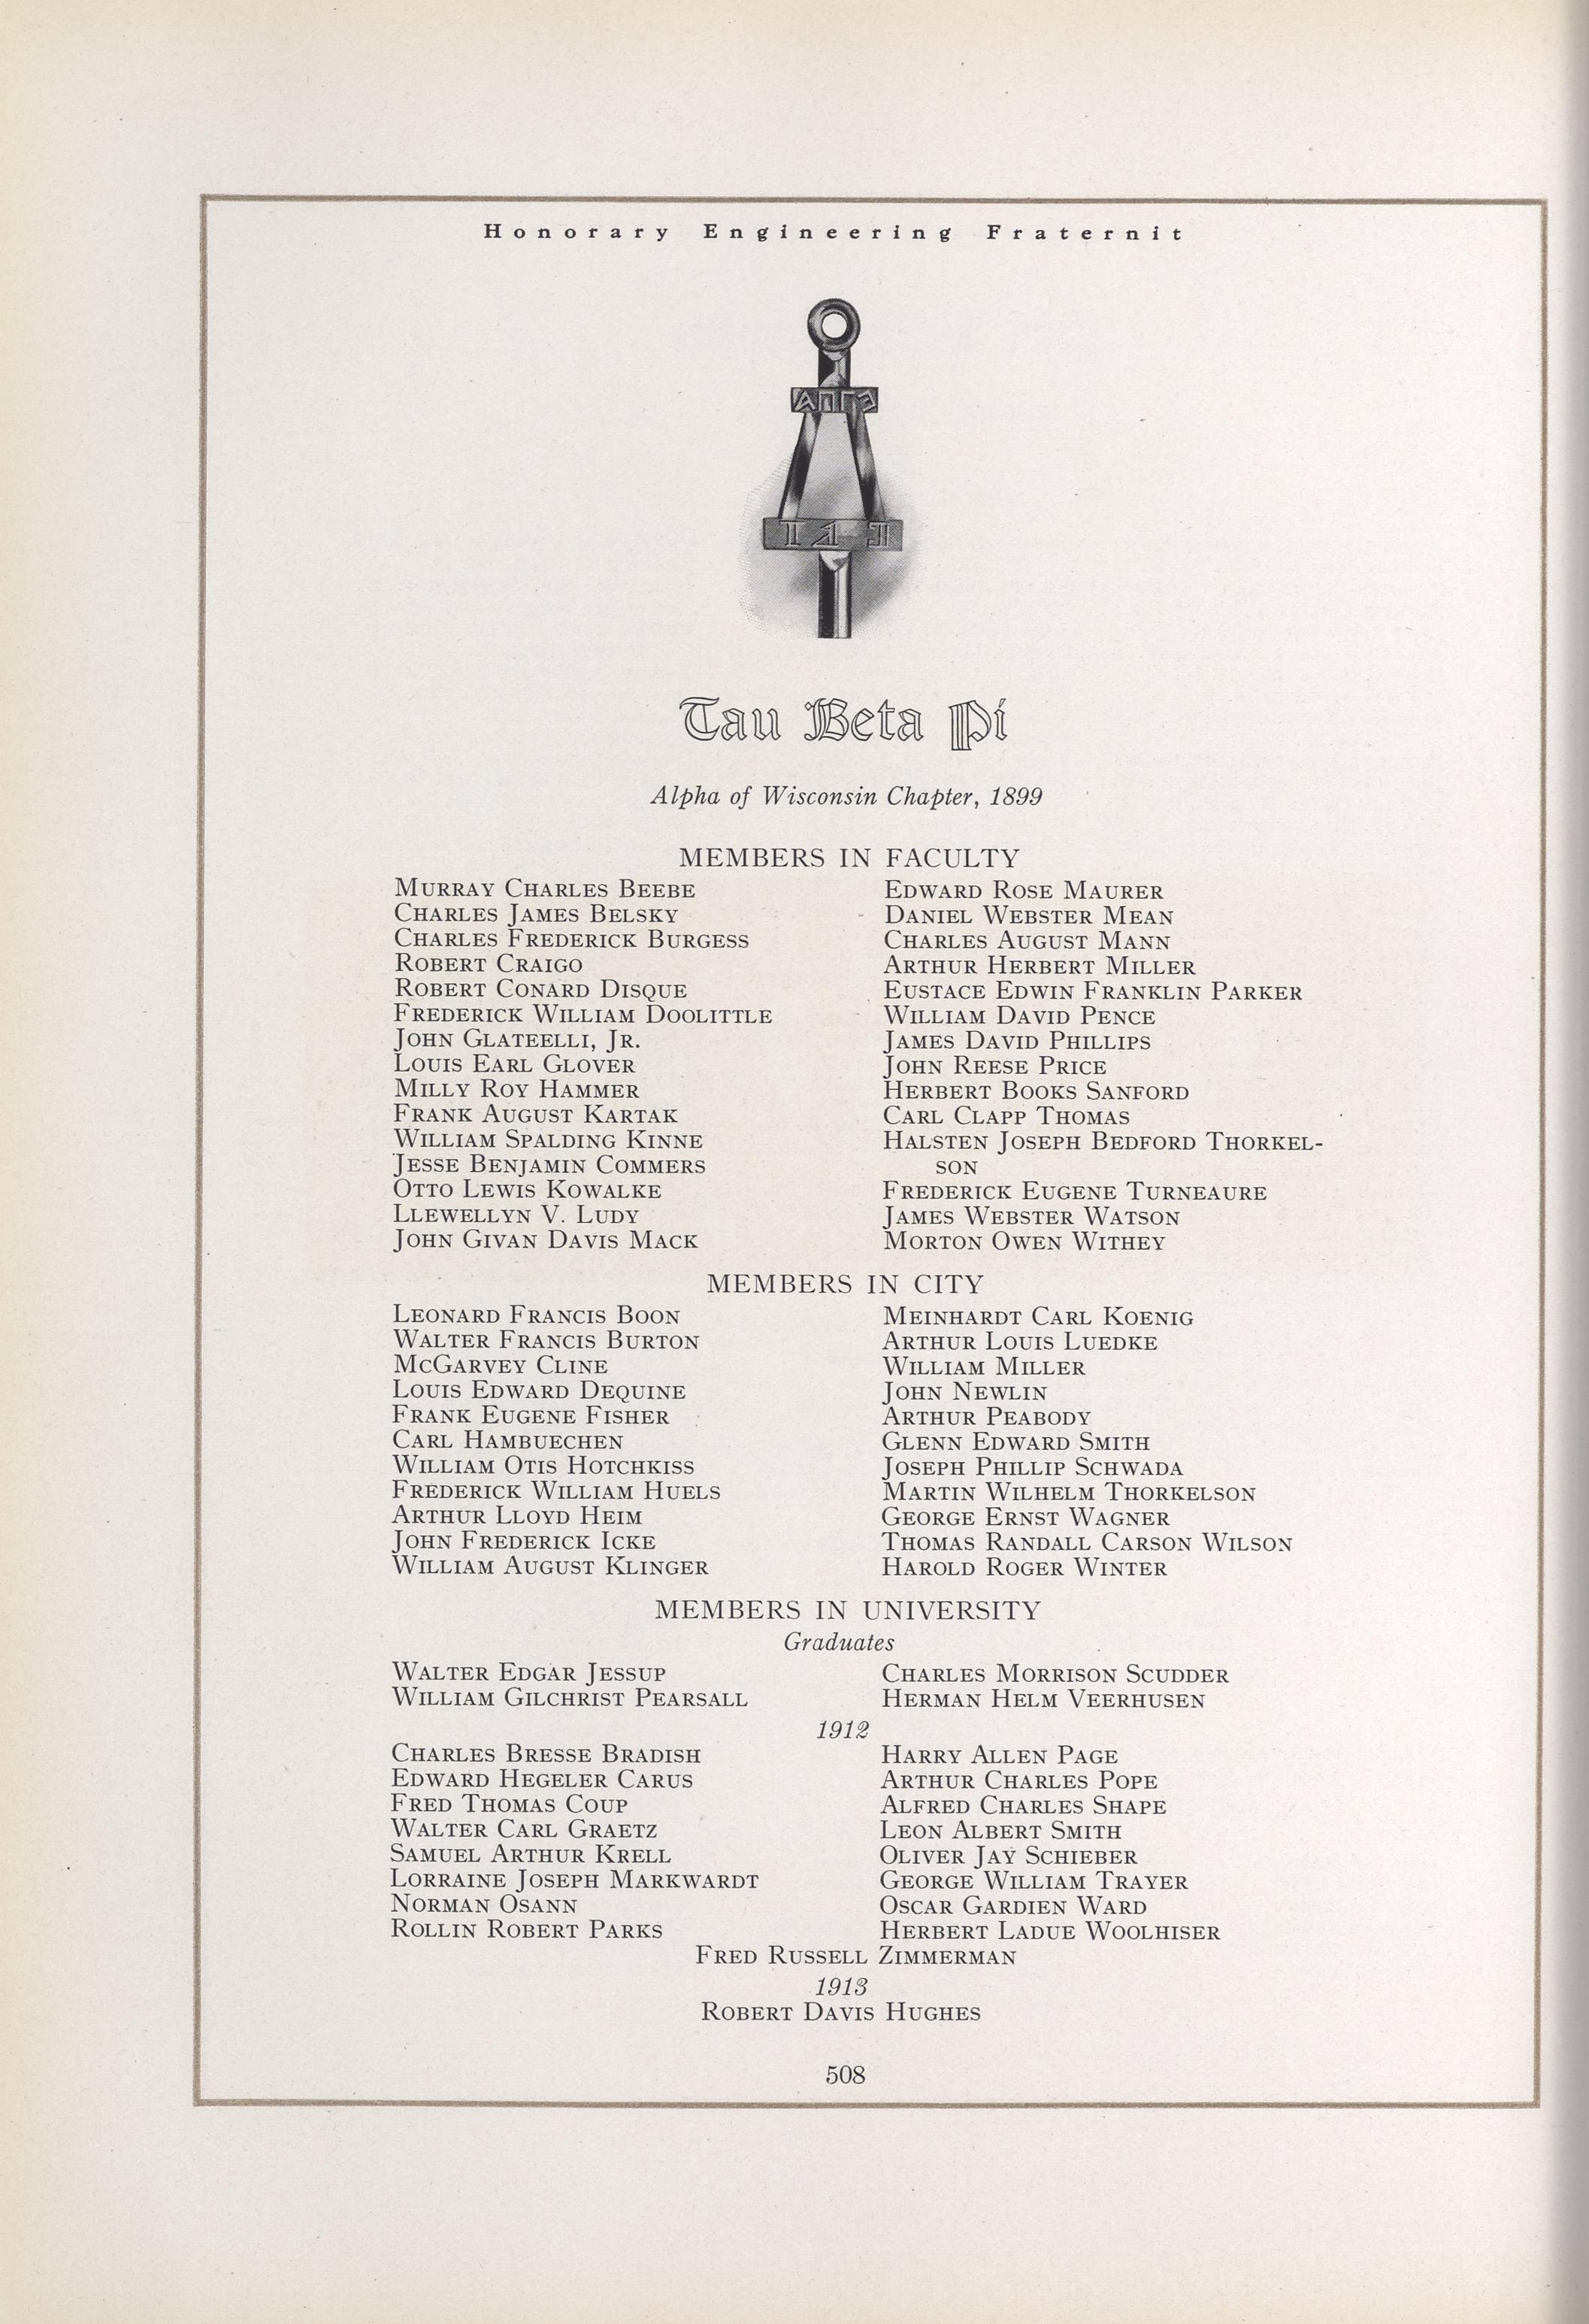 Honorary Engineering Fraternit
Tau Beta Pi
Alpha of Wisconsin Chapter, 1899
MEMBERS IN FACULTY
MURRAY CHARLES BEEBE
CHARLES JAMES BELSKY
CHARLES FREDERICK BURGESS
ROBERT CRAIGO
ROBERT CONARD DISQUE
FREDERICK WILLIAM DOOLITTLE
JOHN GLATEELLI, JR.
LOUIS EARL GLOVER
MILLY ROY HAMMER
FRANK AUGUST KARTAK
WILLIAM SPALDING KINNE
JESSE BENJAMIN COMMERS
OTTO LEWIS KOWALKE
LLEWELLYN V. LUDY
JOHN GIVAN DAVIS MACK
EDWARD ROSE MAURER
DANIEL WEBSTER MEAN
CHARLES AUGUST MANN
ARTHUR HERBERT MILLER
EUSTACE EDWIN FRANKLIN PARKER
WILLIAM DAVID PENCE
JAMES DAVID PHILLIPS
JOHN REESE PRICE
HERBERT BOOKS SANFORD
CARL CLAPP THOMAS
HALSTEN JOSEPH BEDFORD THORKEL-
SON
FREDERICK EUGENE TURNEAURE
JAMES WEBSTER WATSON
MORTON OWEN WITHEY
MEMBERS IN CITY
LEONARD FRANCIS BOON
WALTER FRANCIS BURTON
MCGARVEY CLINE
LOUIS EDWARD DEQUINE
FRANK EUGENE FISHER
CARL HAMBUECHEN
WILLIAM OTIS HOTCHKISS
FREDERICK WILLIAM HUELS
ARTHUR LLOYD HEIM
JOHN FREDERICK ICKE
WILLIAM AUGUST KLINGER
MEINHARDT CARL KOENIG
ARTHUR LOUIS LUEDKE
WILLIAM MILLER
JOHN NEWLIN
ARTHUR PEABODY
GLENN EDWARD SMITH
JOSEPH PHILLIP SCHWADA
MARTIN WILHELM THORKELSON
GEORGE ERNST WAGNER
THOMAS RANDALL CARSON WILSON
HAROLD ROGER WINTER
MEMBERS IN UNIVERSITY
Graduates
WALTER EDGAR JESSUP
WILLIAM GILCHRIST PEARSALL
CHARLES MORRISON SCUDDER
HERMAN HELM VEERHUSEN
1912
CHARLES BRESSE BRADISH
EDWARD HEGELER CARUS
FRED THOMAS COUP
WALTER CARL GRAETZ
SAMUEL ARTHUR KRELL
LORRAINE JOSEPH MARKWARDT
NORMAN OSANN
ROLLIN ROBERT PARKS
HARRY ALLEN PAGE
ARTHUR CHARLES POPE
ALFRED CHARLES SHAPE
LEON ALBERT SMITH
OLIVER JAY SCHIEBER
GEORGE WILLIAM TRAYER
OSCAR GARDIEN WARD
HERBERT LADUE WOOLHISER
FRED RUSSELL ZIMMERMAN
1913
ROBERT DAVIS HUGHES
508